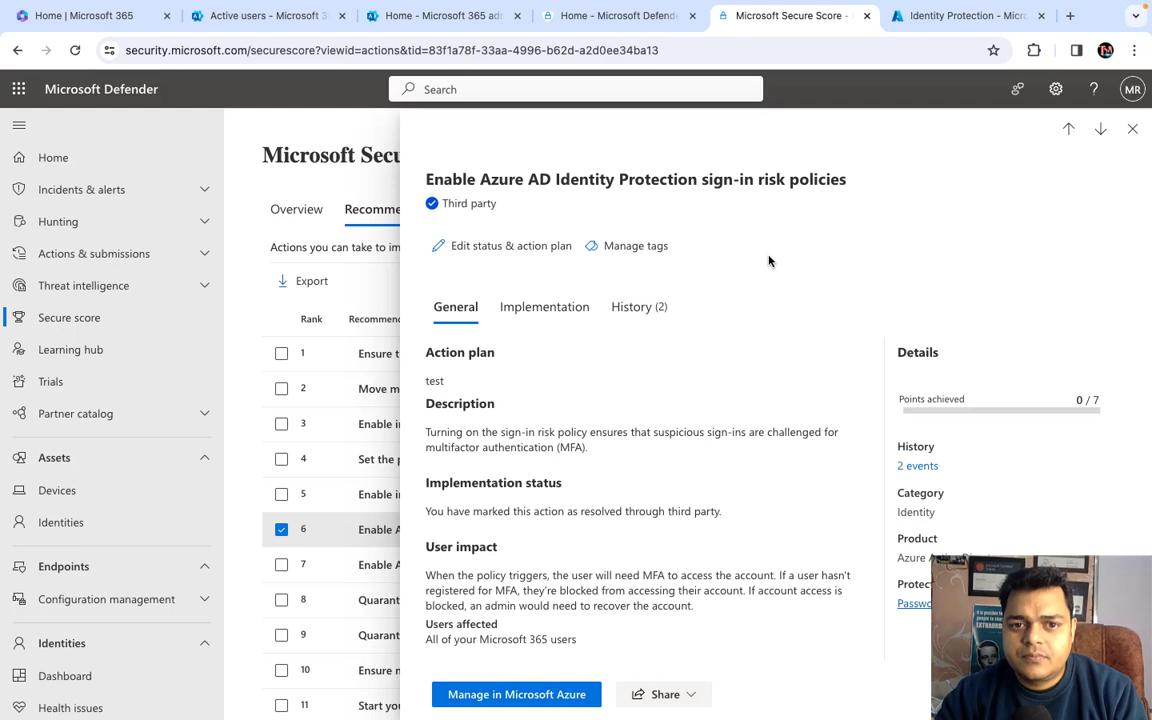 Home | Microsoft 365
Active users - Microsoft 3
Home - Microsoft 365 adr
Home - Microsoft Defende
Microsoft Secure Score -
Identity Protection - Micro
security.microsoft.com/securescore?viewid=actions&tid=83f1a78f-33aa-4996-b62d-a2d0ee34ba13
Microsoft Defender
Search
MR
Home
Incidents & alerts
Hunting
Actions & submissions
Threat intelligence
Secure score
Learning hub
Trials
Partner catalog
Assets
Devices
Identities
Endpoints
Configuration management
Identities
Dashboard
Health issues
Microsoft Secu
Overview
Recomme
Actions you can take to im
Export
Rank
Recommenc
1
Ensure t
2
Move m
3
Enable in
4
Set the p
5
Enable in
6
Enable A
7
Enable A
8
Quarant
9
Quarant
10
Ensure n
11
Start you
Enable Azure AD Identity Protection sign-in risk policies
Third party
Edit status & action plan
Manage tags
General
Implementation
History (2)
Action plan
test
Description
Turning on the sign-in risk policy ensures that suspicious sign-ins are challenged for
multifactor authentication (MFA).
Implementation status
You have marked this action as resolved through third party.
User impact
When the policy triggers, the user will need MFA to access the account. If a user hasn't
registered for MFA, they're blocked from accessing their account. If account access is
blocked, an admin would need to recover the account.
Users affected
All of your Microsoft 365 users
Manage in Microsoft Azure
Share
Details
Points achieved
0 / 7
History
2 events
Category
Identity
Product
Azure
Protec
Passwo